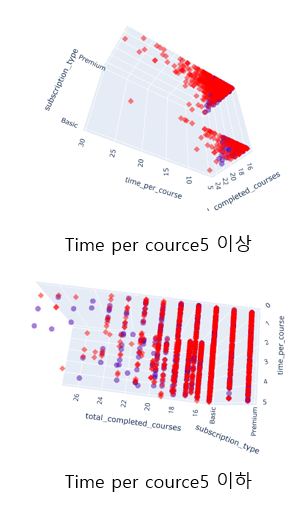 subscription_type
Premium
Basic
30
25
20
15
10
5
time_per_course
24
22
20
18
16
_completed_courses
Time per cource5 이상
0
1
2
3
4
5
time_per_course
26
24
22
20
18
16
total_completed_courses
Basic
Premium
subscription_type
Time per cource5 이하